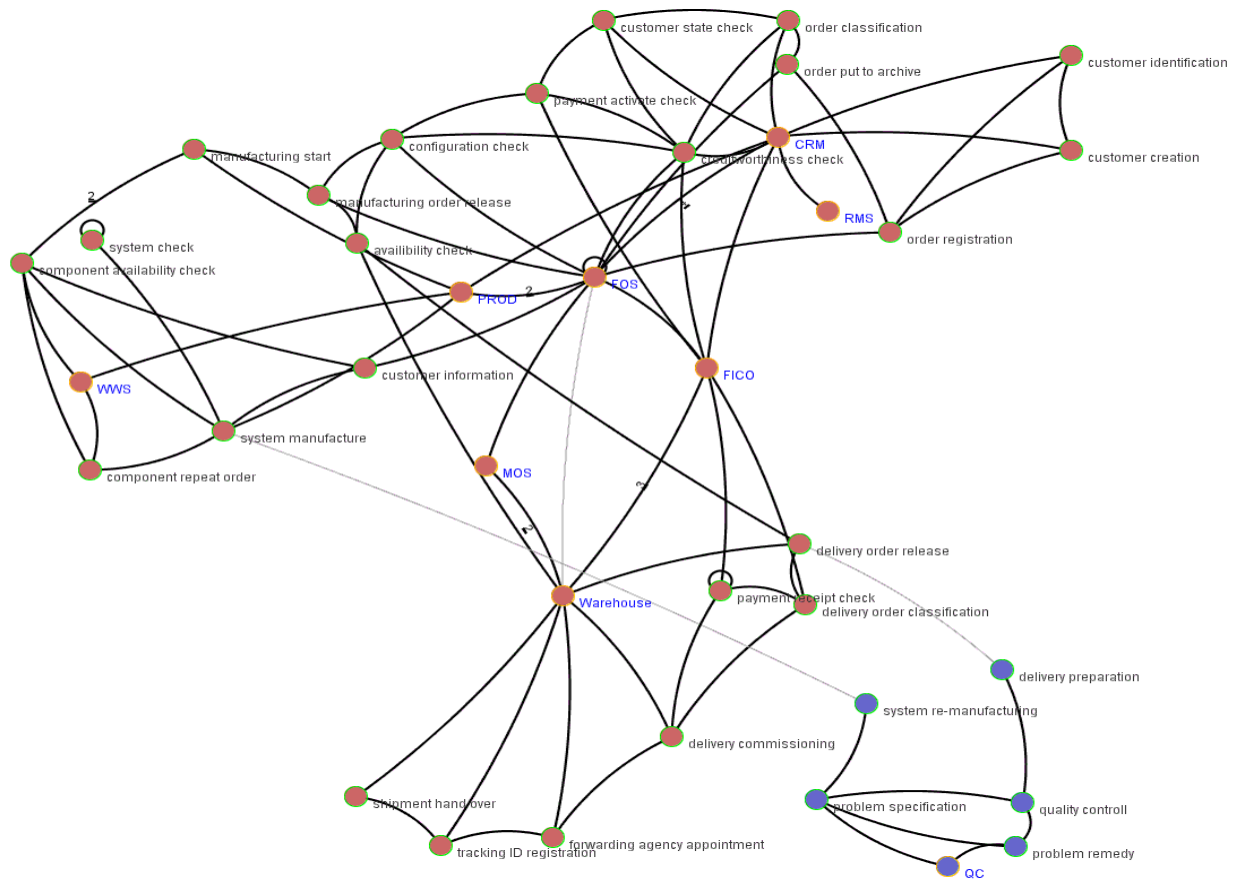 customer state check
order classification
customer identification
order put to archive
payment activate check
configuration check
CRM
creditworthness check
customer creation
manufacturing start
2
manufacturing order release
RMS
system check
availibility check
order registration
component availability check
FOS
PROD
2
customer information
FICO
WWS
system manufacture
component repeat order
MOS
3
2
delivery order release
payment receipt check
Warehouse
delivery order classification
delivery preparation
system re-manufacturing
delivery commissioning
shipment hand over
problem specification
quality controll
forwarding agency appointment
tracking ID registration
problem remedy
QC